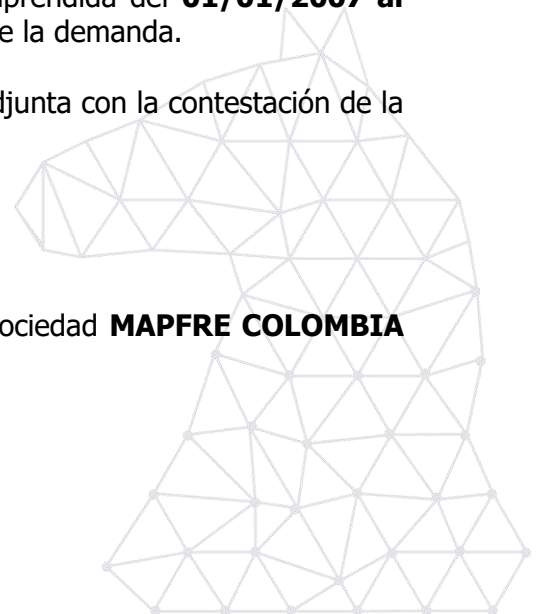 mprendida del 01/01/2007 al
e la demanda.
djunta con la contestación de la
ociedad MAPFRE COLOMBIA